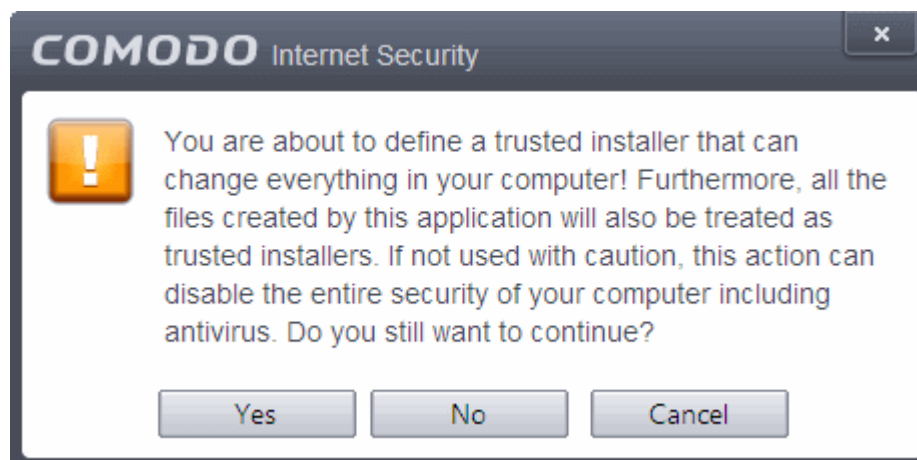 COMODO Internet Security
You are about to define a trusted installer that can
change everything in your computer! Furthermore, all the
files created by this application will also be treated as
trusted installers. If not used with caution, this action can
disable the entire security of your computer including
antivirus. Do you still want to continue?
Yes No Cancel